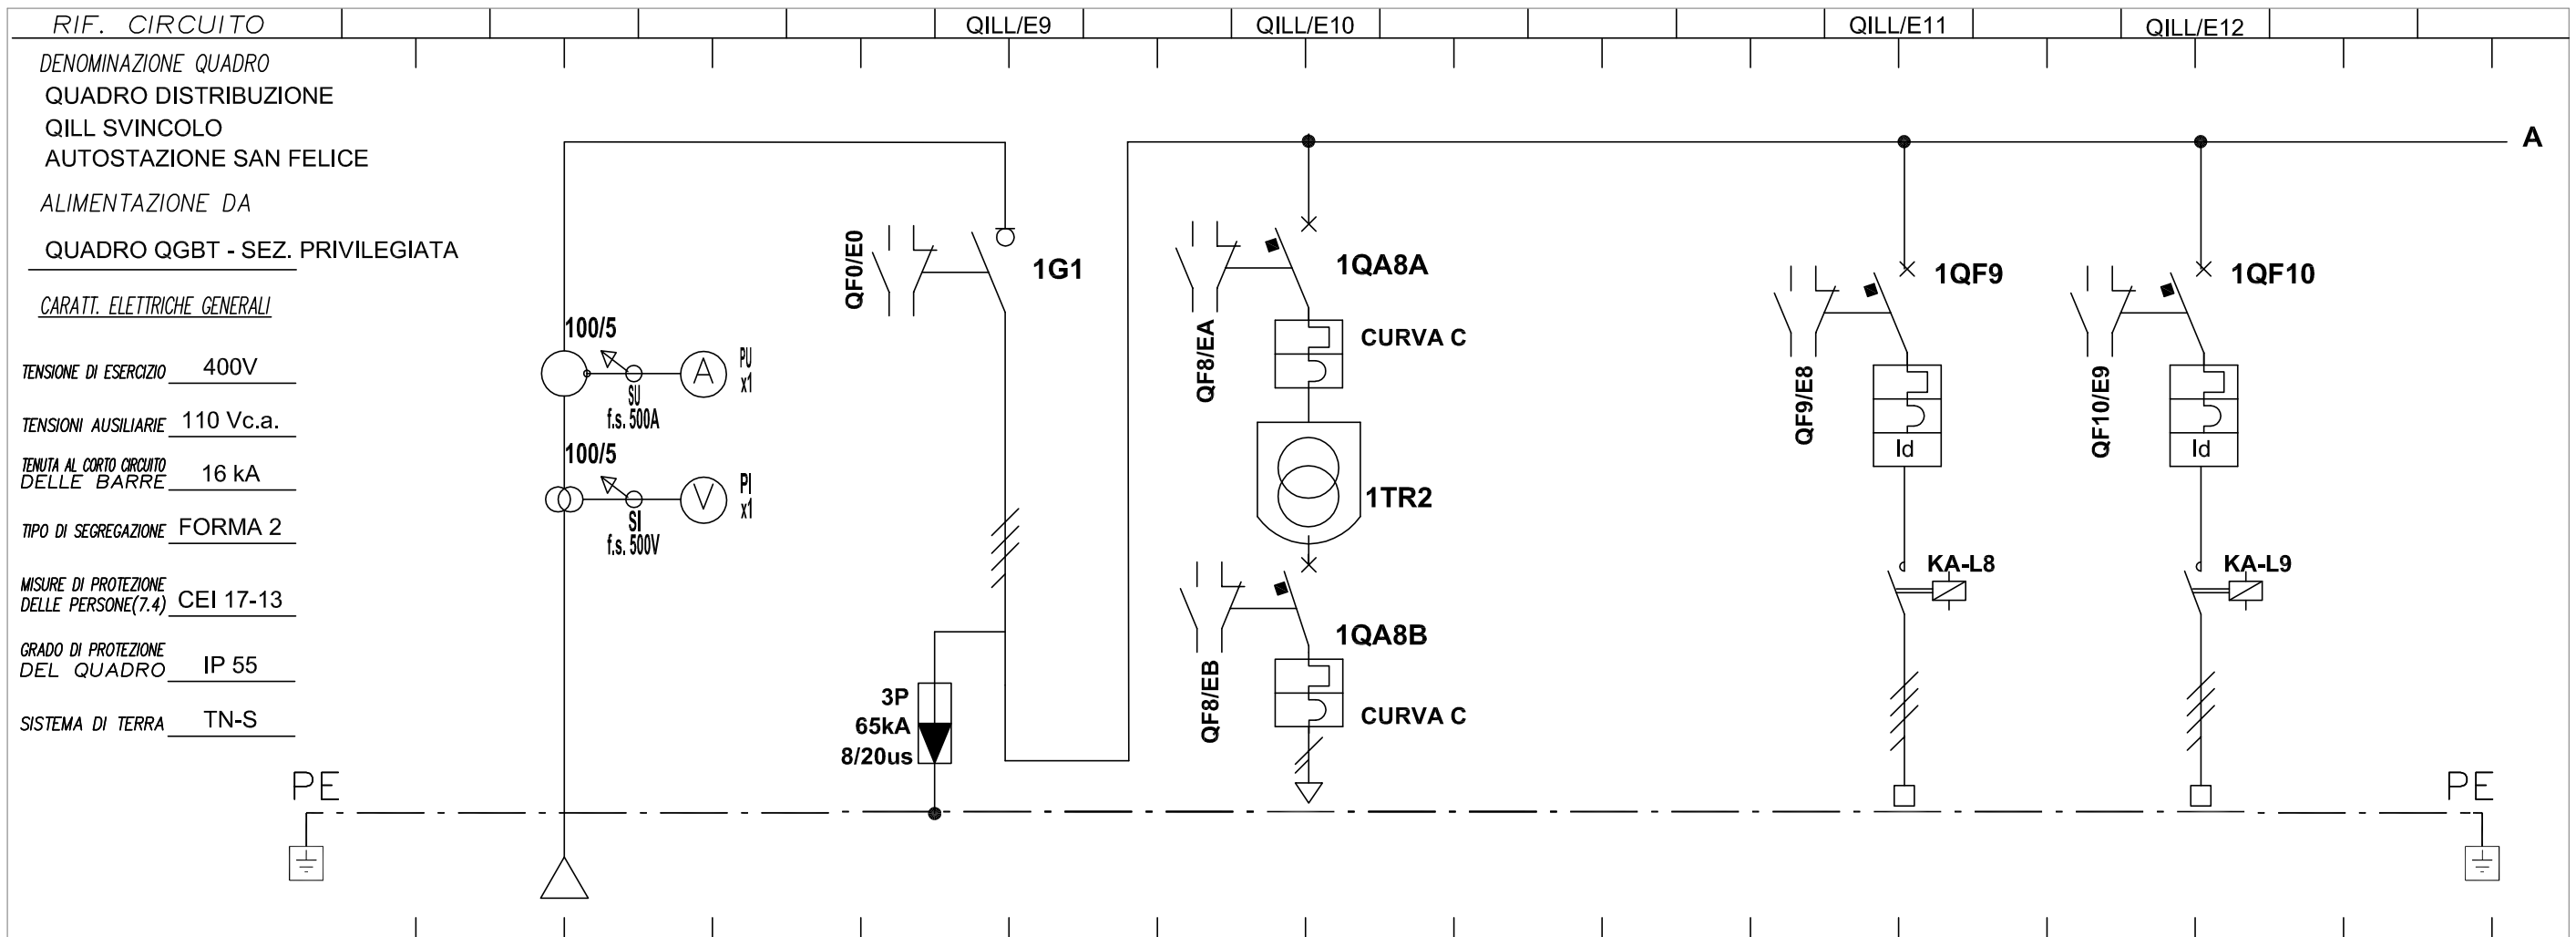 RIF. CIRCUITO
QILL/E9
QILL/E10
QILL/E11
QILL/E12
DENOMINAZIONE QUADRO
QUADRO DISTRIBUZIONE
QILL SVINCOLO
AUTOSTAZIONE SAN FELICE
ALIMENTAZIONE DA
QUADRO QGBT - SEZ. PRIVILEGIATA
CARATT. ELETTRICHE GENERALI
TENSIONE DI ESERCIZIO 400V
TENSIONI AUSILIARIE 110 Vc.a.
TENUTA AL CORTO CIRCUITO
DELLE BARRE 16 kA
TIPO DI SEGREGAZIONE FORMA 2
MISURE DI PROTEZIONE
DELLE PERSONE(7.4) CEI 17-13
GRADO DI PROTEZIONE
DEL QUADRO IP 55
SISTEMA DI TERRA TN-S
PE
100/5
A
PU
x1
SU
f.s. 500A
100/5
V
PI
x1
SI
f.s. 500V
QF0/E0
1G1
3P
65kA
8/20us
QF8/EA
1QA8A
CURVA C
1TR2
QF8/EB
1QA8B
CURVA C
QF9/E8
1QF9
Id
KA-L8
QF10/E9
1QF10
Id
KA-L9
A
PE